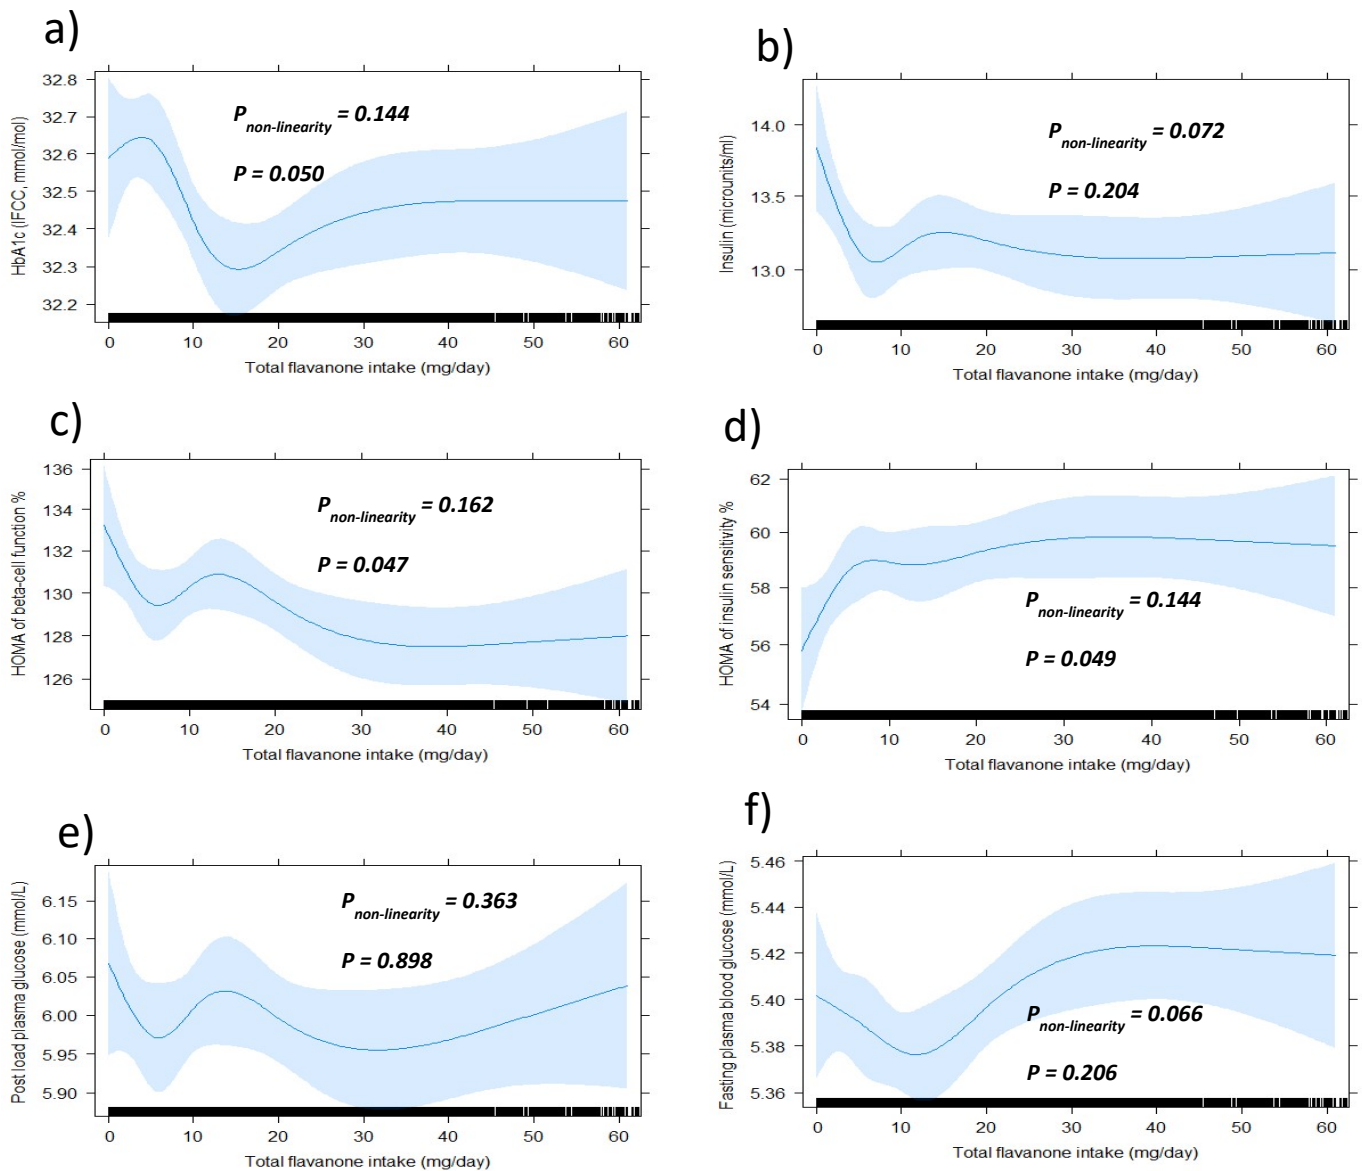 a)
HbA1c (IFCC, mmol/mol)
32.8
32.7
32.6
32.5
32.4
32.3
32.2
P non-linearity = 0.144
P = 0.050
0 10 20 30 40 50 60
Total flavanone intake (mg/day)
b)
Insulin (microunits/ml)
14.0
13.5
13.0
P non-linearity = 0.072
P = 0.204
0 10 20 30 40 50 60
Total flavanone intake (mg/day)
c)
HOMA of beta-cell function %
136
134
132
130
128
126
P non-linearity = 0.162
P = 0.047
0 10 20 30 40 50 60
Total flavanone intake (mg/day)
d)
HOMA of insulin sensitivity %
62
60
58
56
54
P non-linearity = 0.144
P = 0.049
0 10 20 30 40 50 60
Total flavanone intake (mg/day)
e)
Post load plasma glucose (mmol/L)
6.15
6.10
6.05
6.00
5.95
5.90
P non-linearity = 0.363
P = 0.898
0 10 20 30 40 50 60
Total flavanone intake (mg/day)
f)
Fasting plasma blood glucose (mmol/L)
5.46
5.44
5.42
5.40
5.38
5.36
P non-linearity = 0.066
P = 0.206
0 10 20 30 40 50 60
Total flavanone intake (mg/day)